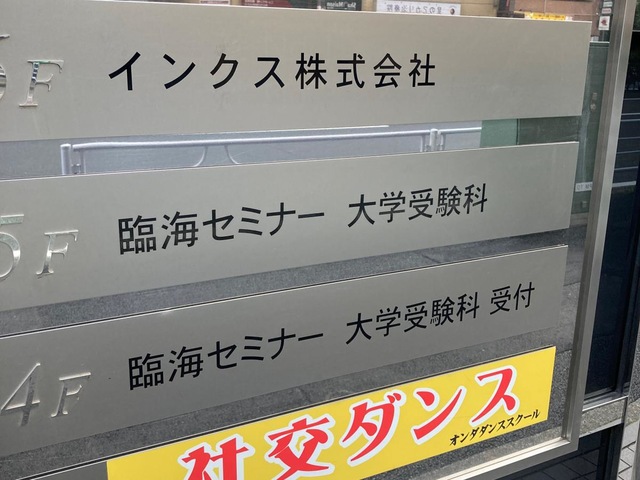 インクス株式会社
5F
臨海セミナー 大学受験科
4F
臨海セミナー 大学受験科 受付
社交ダンス
オンダダンススクール